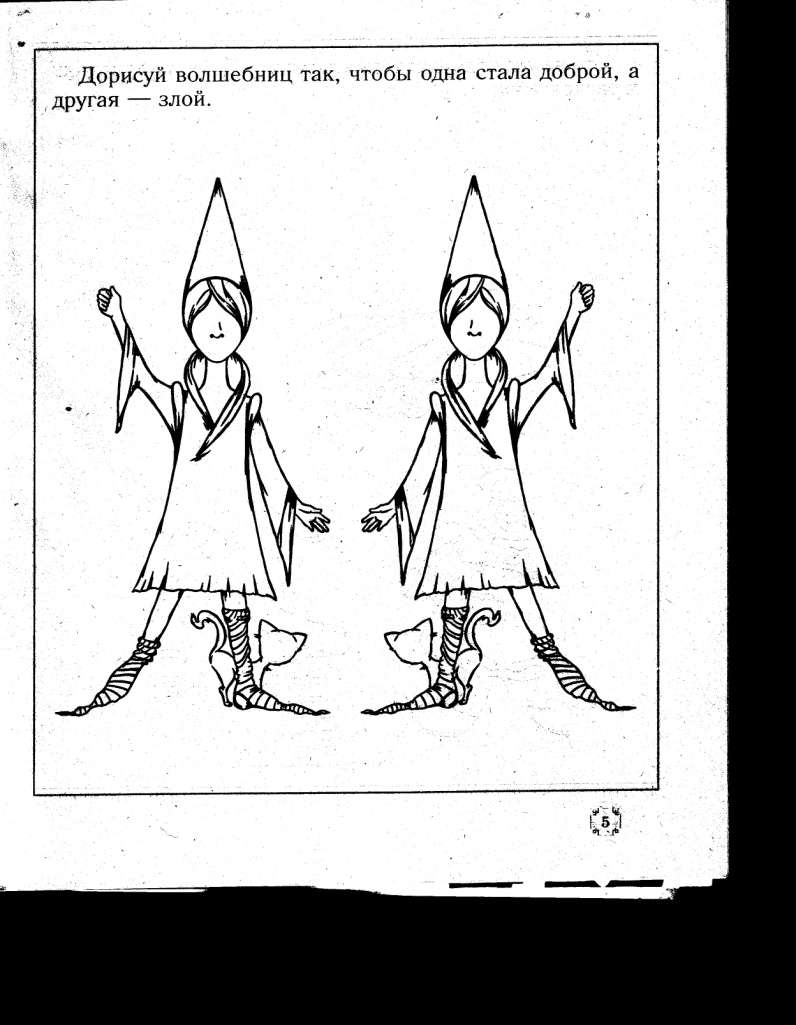 Дорисуй волшебниц так, чтобы одна стала доброй, а
другая — злой.
5